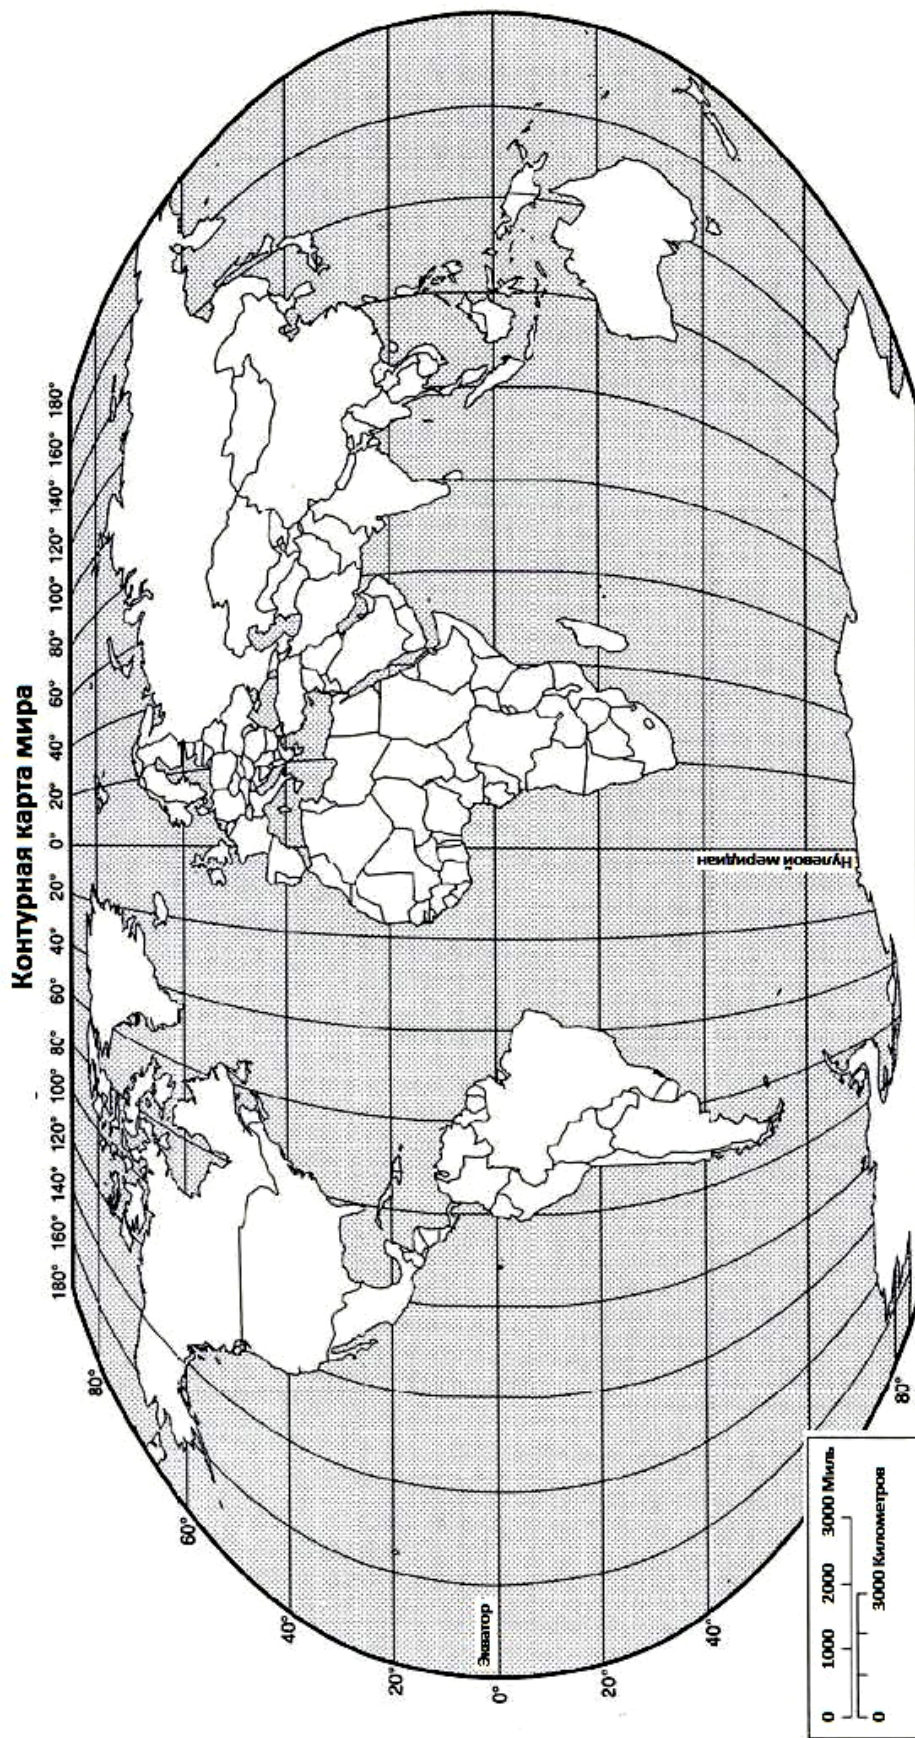 Контурная карта мира
180° 160° 140° 120° 100° 80° 60° 40° 20° 0° 20° 40° 60° 80° 100° 120° 140° 160° 180°
80°
60°
40°
20°
Экватор
0°
20°
40°
80°
Нулевой меридиан
0 1000 2000 3000 Миль
0 3000 Километров